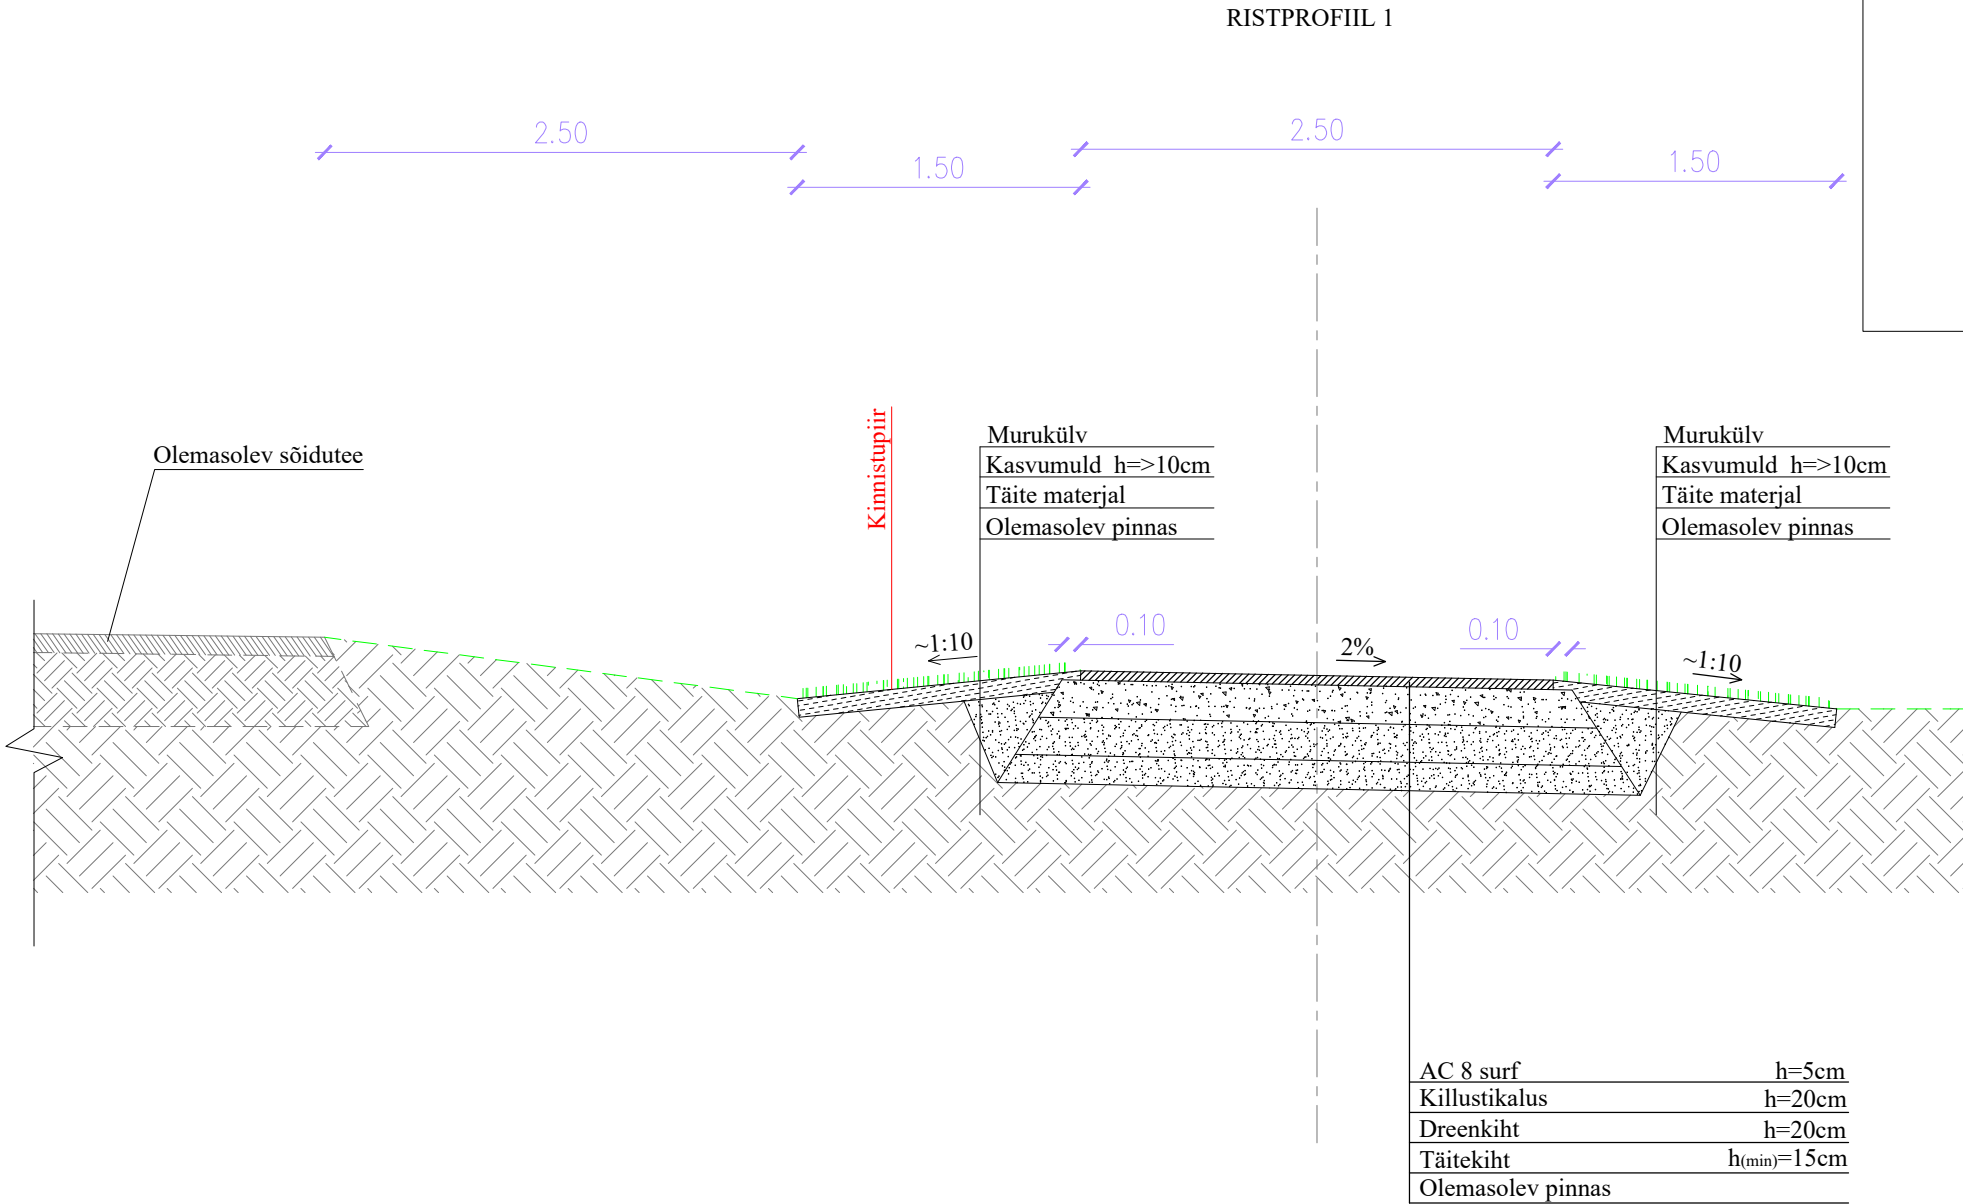 RISTPROFIIL 1
2.50
2.50
1.50
1.50
Olemasolev sõidutee
Kinnistupiir
Murukülv
Kasvumuld h=>10cm
Täite materjal
Olemasolev pinnas
Murukülv
Kasvumuld h=>10cm
Täite materjal
Olemasolev pinnas
~1:10
0.10
2%
0.10
~1:10
AC 8 surf h=5cm
Killustikalus h=20cm
Dreenkiht h=20cm
Täitekiht h(min)=15cm
Olemasolev pinnas